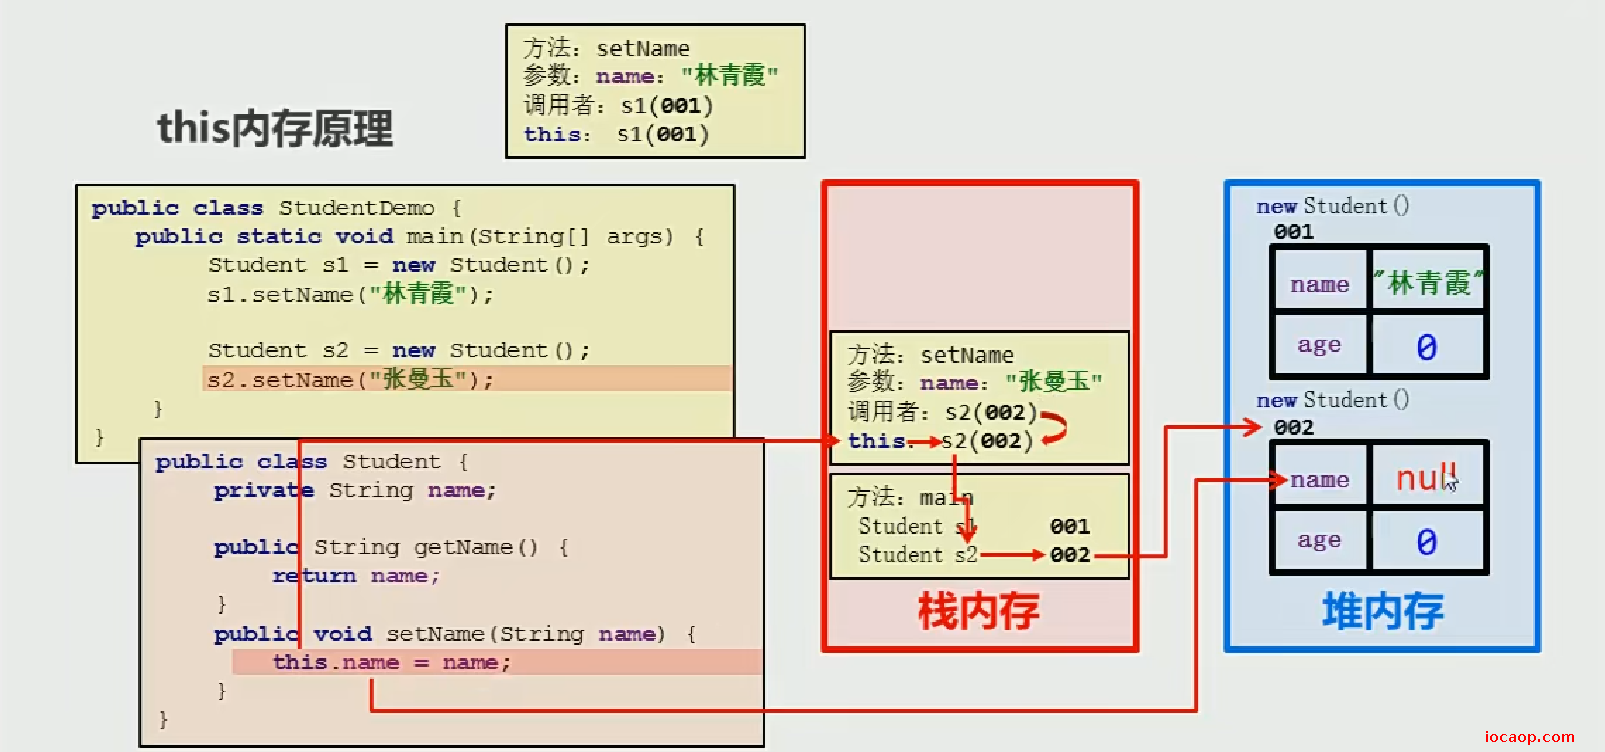 方法：setName
参数：name："林青霞"
调用者：s1(001)
this： s1(001)
this内存原理
public class StudentDemo {
public static void main(String[] args) {
Student s1 = new Student();
s1.setName("林青霞");
Student s2 = new Student();
s2.setName("张曼玉");
}
}
public class Student {
private String name;
public String getName() {
return name;
}
public void setName(String name) {
this.name = name;
}
}
方法：setName
参数：name："张曼玉"
调用者：s2(002)
this： s2(002)
方法：main
Student s1 001
Student s2 002
栈内存
new Student()
001
name "林青霞"
age 0
new Student()
002
name null
age 0
堆内存
iocaop.com